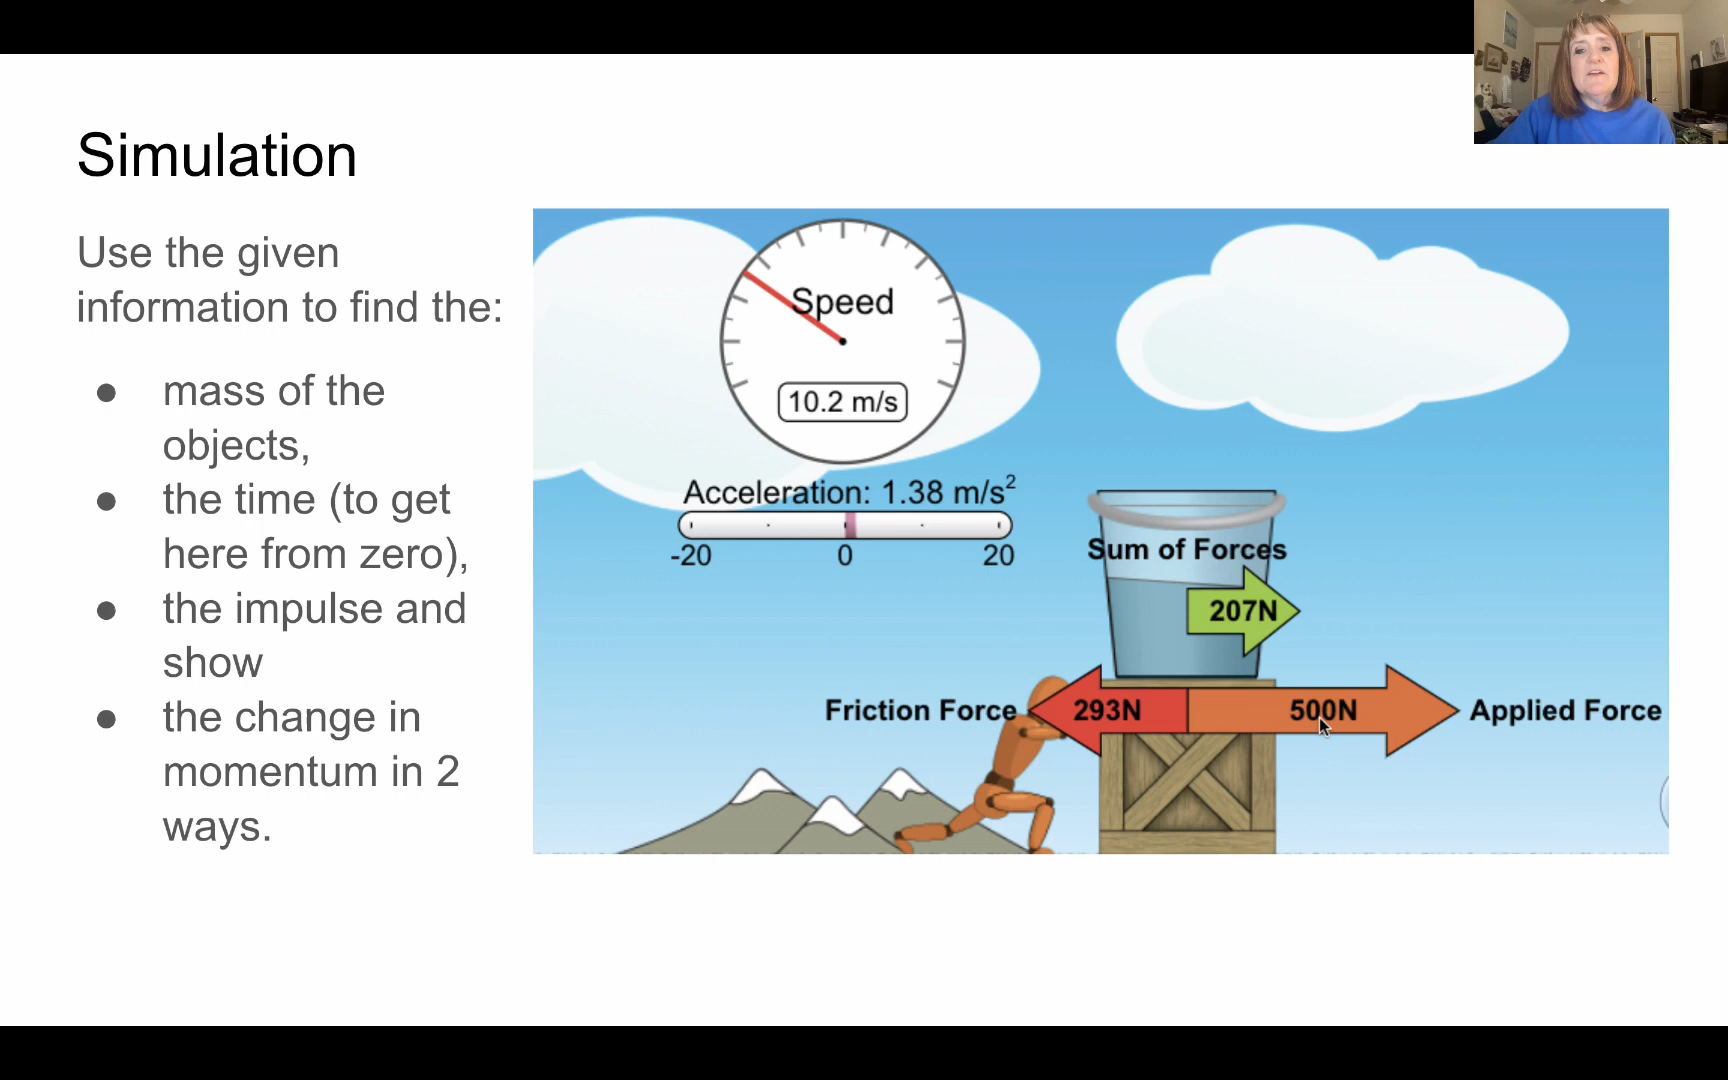 Simulation
Use the given
information to find the:
● mass of the
objects,
● the time (to get
here from zero),
● the impulse and
show
● the change in
momentum in 2
ways.
Speed
10.2 m/s
Acceleration: 1.38 m/s²
-20 0 20
Sum of Forces
207N
Friction Force 293N 500N Applied Force